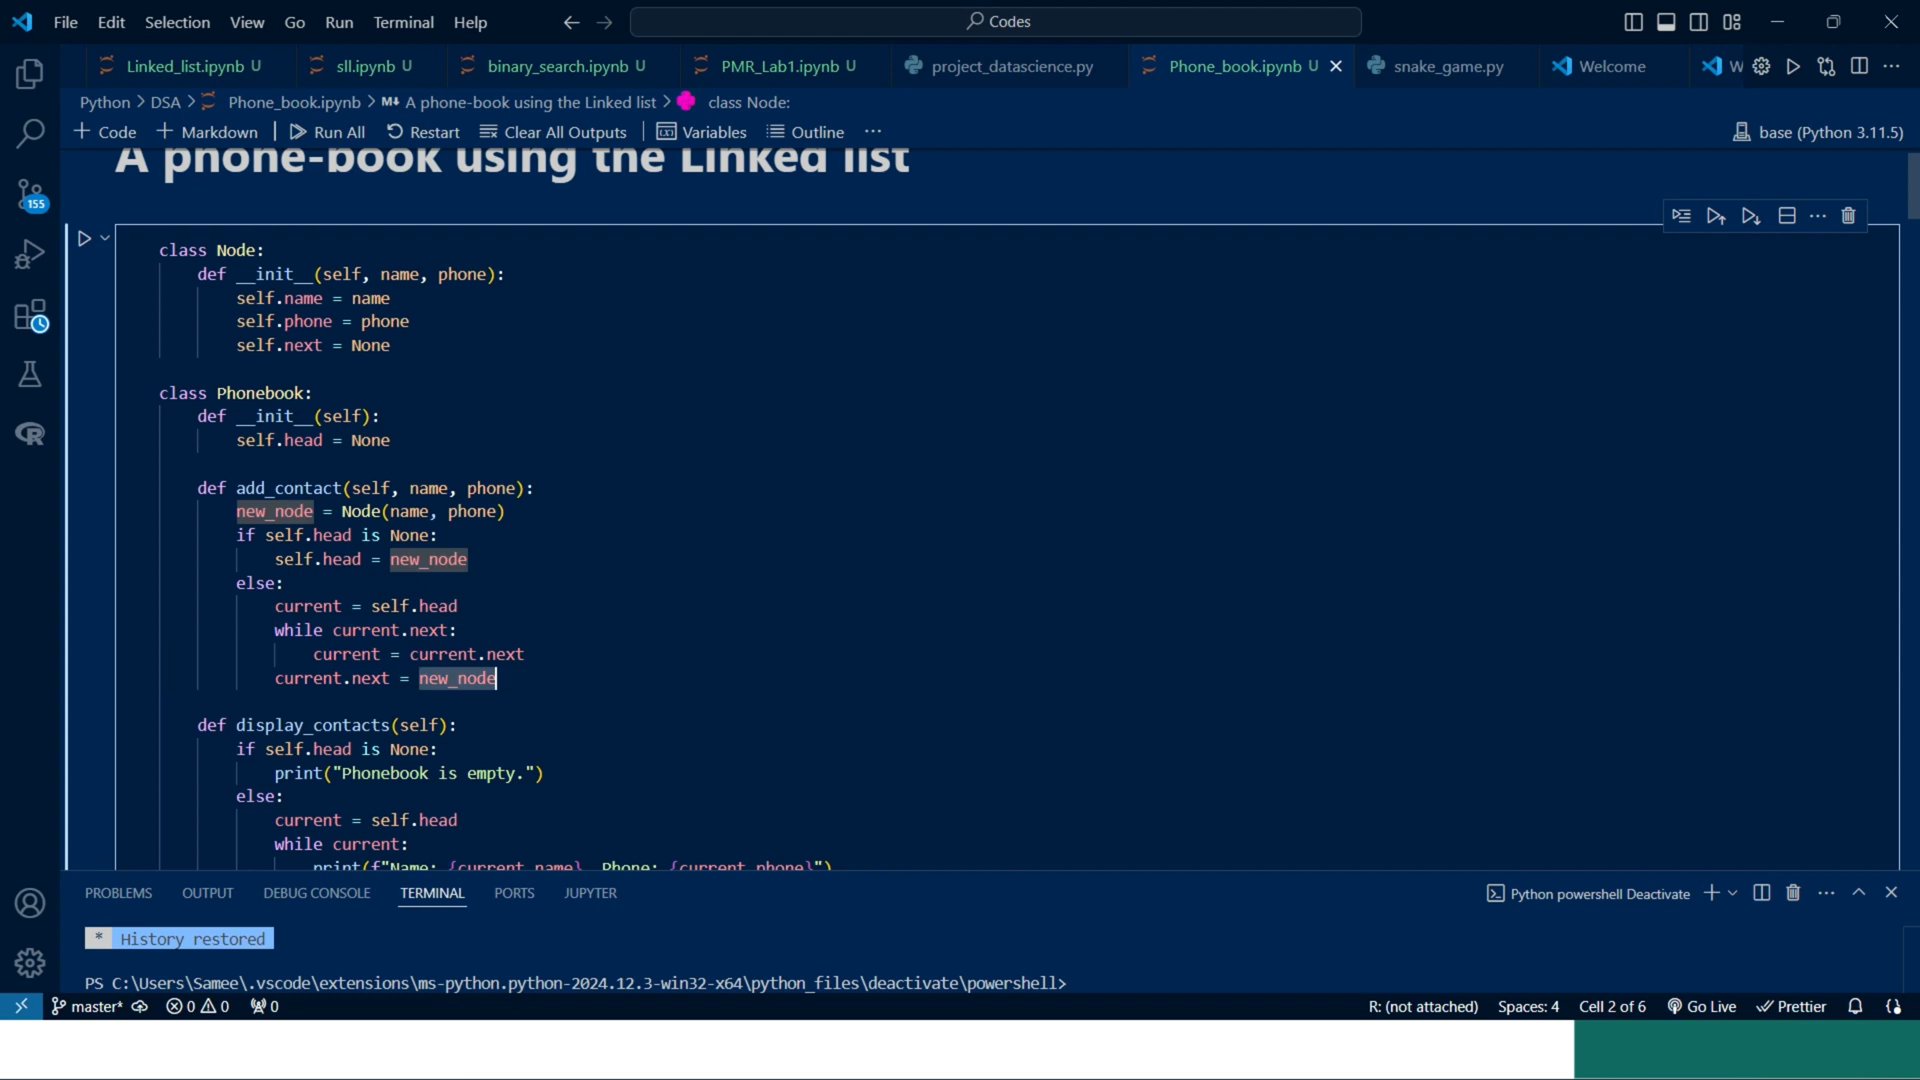 File Edit Selection View Go Run Terminal Help Codes
Linked_list.ipynb U sll.ipynb U binary_search.ipynb U PMR_Lab1.ipynb U project_datascience.py Phone_book.ipynb U snake_game.py Welcome W
Python > DSA > Phone_book.ipynb > M↓ A phone-book using the Linked list > class Node:
+ Code + Markdown | Run All Restart Clear All Outputs | Variables Outline ··· base (Python 3.11.5)
A phone-book using the Linked list
155
class Node:
def __init__(self, name, phone):
self.name = name
self.phone = phone
self.next = None
class Phonebook:
def __init__(self):
self.head = None
def add_contact(self, name, phone):
new_node = Node(name, phone)
if self.head is None:
self.head = new_node
else:
current = self.head
while current.next:
current = current.next
current.next = new_node
def display_contacts(self):
if self.head is None:
print("Phonebook is empty.")
else:
current = self.head
while current:
print(f"Name: {current.name}, Phone: {current.phone}")
PROBLEMS OUTPUT DEBUG CONSOLE TERMINAL PORTS JUPYTER Python powershell Deactivate
* History restored
PS C:\Users\Samee\.vscode\extensions\ms-python.python-2024.12.3-win32-x64\python_files\deactivate\powershell>
master* 0 0 0 R: (not attached) Spaces: 4 Cell 2 of 6 Go Live Prettier